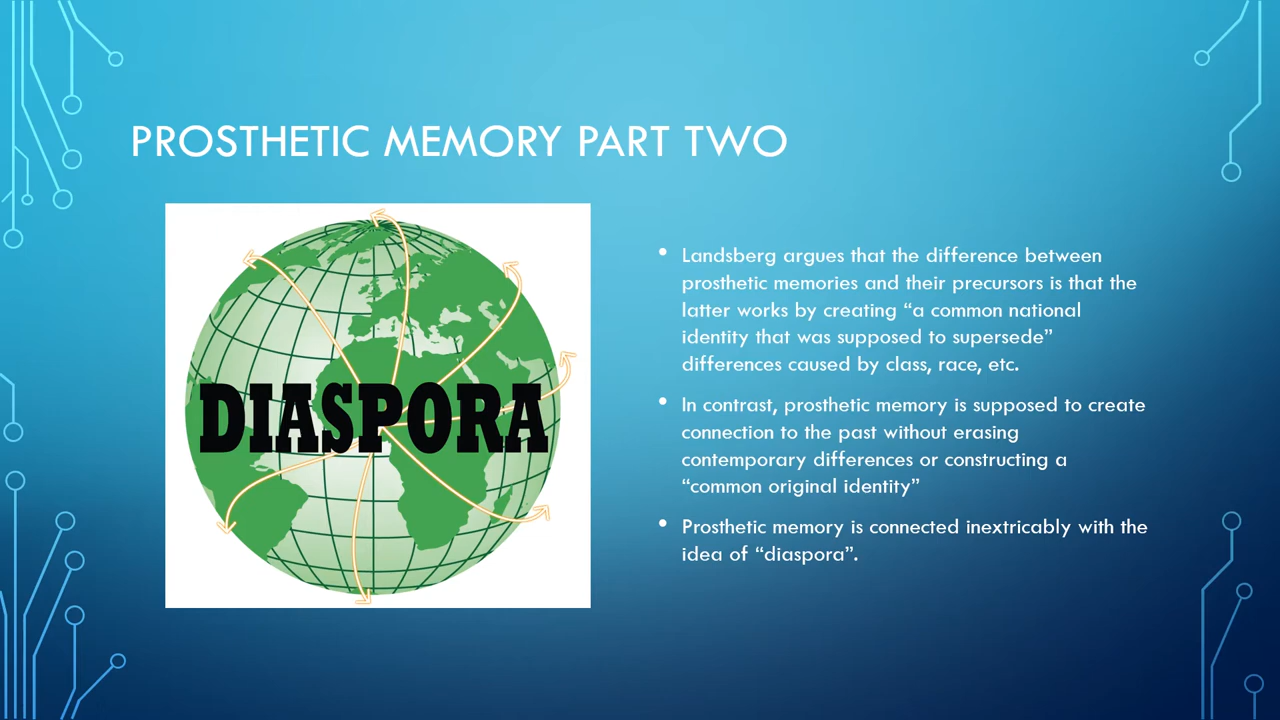 PROSTHETIC MEMORY PART TWO
DIASPORA
• Landsberg argues that the difference between
prosthetic memories and their precursors is that the
latter works by creating “a common national
identity that was supposed to supersede”
differences caused by class, race, etc.
• In contrast, prosthetic memory is supposed to create
connection to the past without erasing
contemporary differences or constructing a
“common original identity”
• Prosthetic memory is connected inextricably with the
idea of “diaspora”.